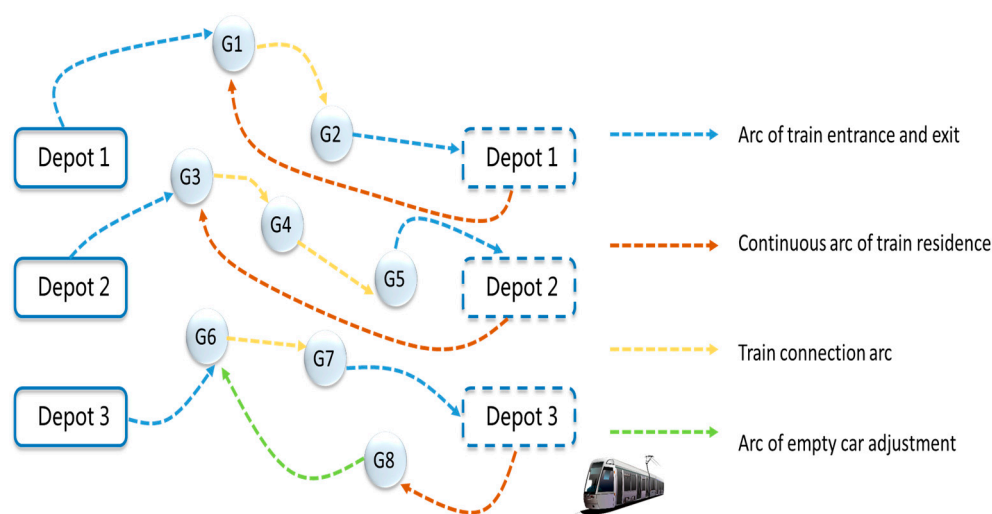 G1
G2
Depot 1
Depot 1
Arc of train entrance and exit
G3
G4
Continuous arc of train residence
G5
Depot 2
Depot 2
G6
G7
Train connection arc
Depot 3
Depot 3
G8
Arc of empty car adjustment